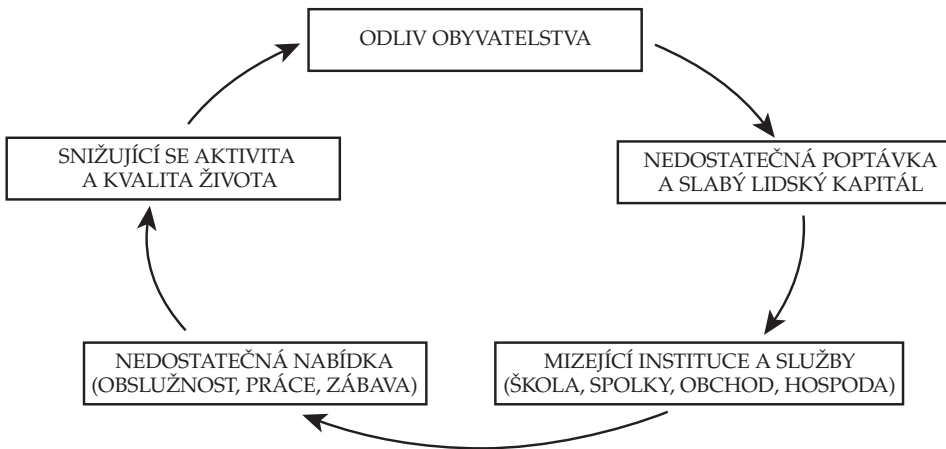 ODLIV OBYVATELSTVA
SNIŽUJÍCÍ SE AKTIVITA
A KVALITA ŽIVOTA
NEDOSTATEČNÁ POPTÁVKA
A SLABÝ LIDSKÝ KAPITÁL
NEDOSTATEČNÁ NABÍDKA
(OBSLUŽNOST, PRÁCE, ZÁBAVA)
MIZEJÍCÍ INSTITUCE A SLUŽBY
(ŠKOLA, SPOLKY, OBCHOD, HOSPODA)